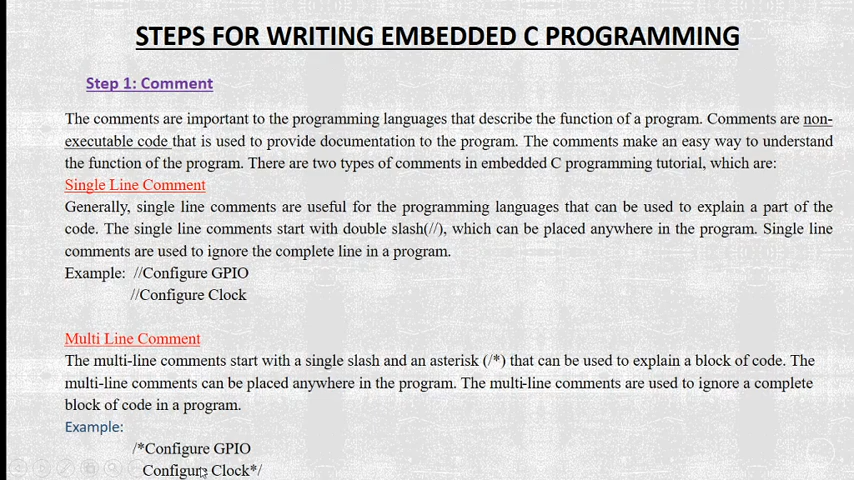 STEPS FOR WRITING EMBEDDED C PROGRAMMING
Step 1: Comment
The comments are important to the programming languages that describe the function of a program. Comments are non-
executable code that is used to provide documentation to the program. The comments make an easy way to understand
the function of the program. There are two types of comments in embedded C programming tutorial, which are:
Single Line Comment
Generally, single line comments are useful for the programming languages that can be used to explain a part of the
code. The single line comments start with double slash(//), which can be placed anywhere in the program. Single line
comments are used to ignore the complete line in a program.
Example: //Configure GPIO
//Configure Clock
Multi Line Comment
The multi-line comments start with a single slash and an asterisk (/*) that can be used to explain a block of code. The
multi-line comments can be placed anywhere in the program. The multi-line comments are used to ignore a complete
block of code in a program.
Example:
/*Configure GPIO
Configure Clock*/